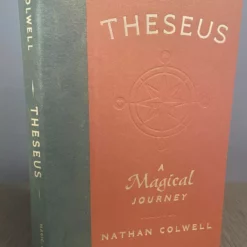 COLWELL
THESEUS
THESEUS
A
Magical
JOURNEY
NATHAN COLWELL